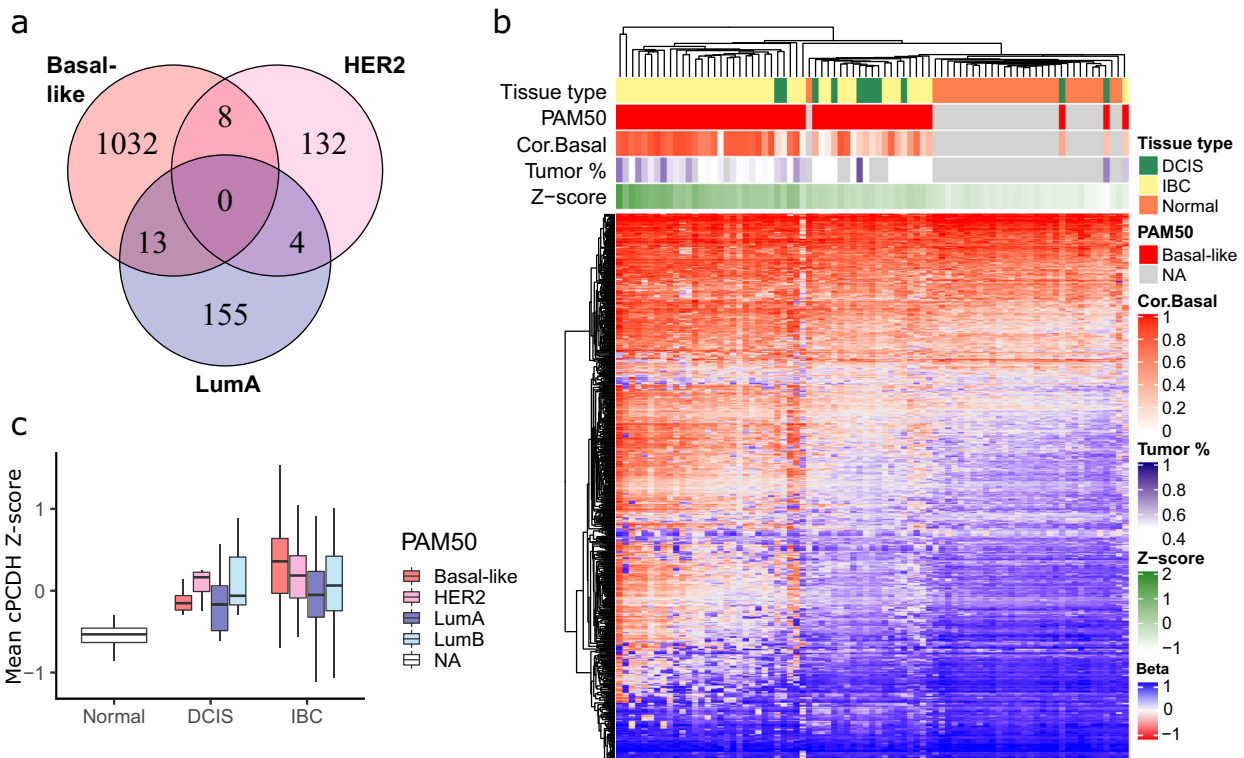 a
Basal-
like
HER2
8
1032
132
0
13
4
155
LumA
b
Tissue type
PAM50
Cor.Basal
Tumor %
Z−score
Tissue type
DCIS
IBC
Normal
PAM50
Basal−like
NA
Cor.Basal
1
0.8
0.6
0.4
0.2
0
Tumor %
1
0.8
0.6
0.4
Z−score
2
1
0
−1
Beta
1
0
−1
c
Mean cPCDH Z-score
1
0
−1
Normal
DCIS
IBC
PAM50
Basal-like
HER2
LumA
LumB
NA